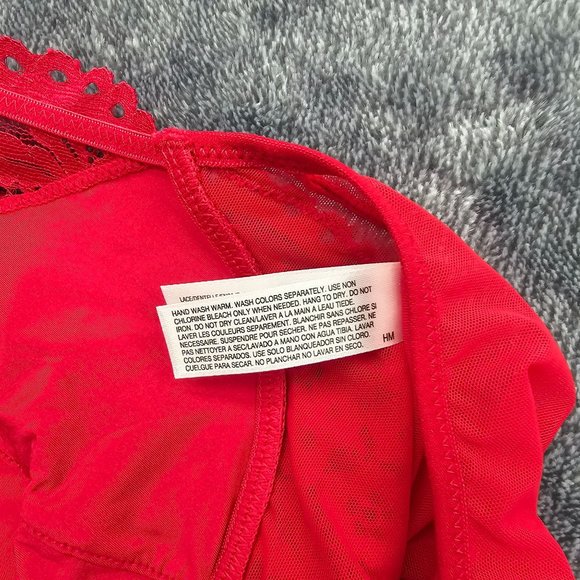 LACE/DENTELLE
HAND WASH WARM. WASH COLORS SEPARATELY. USE NON
CHLORINE BLEACH ONLY WHEN NEEDED. HANG TO DRY. DO NOT
IRON. DO NOT DRY CLEAN/LAVER A LA MAIN A L'EAU TIEDE.
LAVER LES COULEURS SEPAREMENT. BLANCHIR SANS CHLORE SI
NECESSAIRE. SUSPENDRE POUR SECHER. NE PAS REPASSER. NE
PAS NETTOYER A SEC/LAVADO A MANO CON AGUA TIBIA. LAVAR
COLORES SEPARADOS. USE SOLO BLANQUEADOR SIN CLORO.
CUELGUE PARA SECAR. NO PLANCHAR NO LAVAR EN SECO.
HM